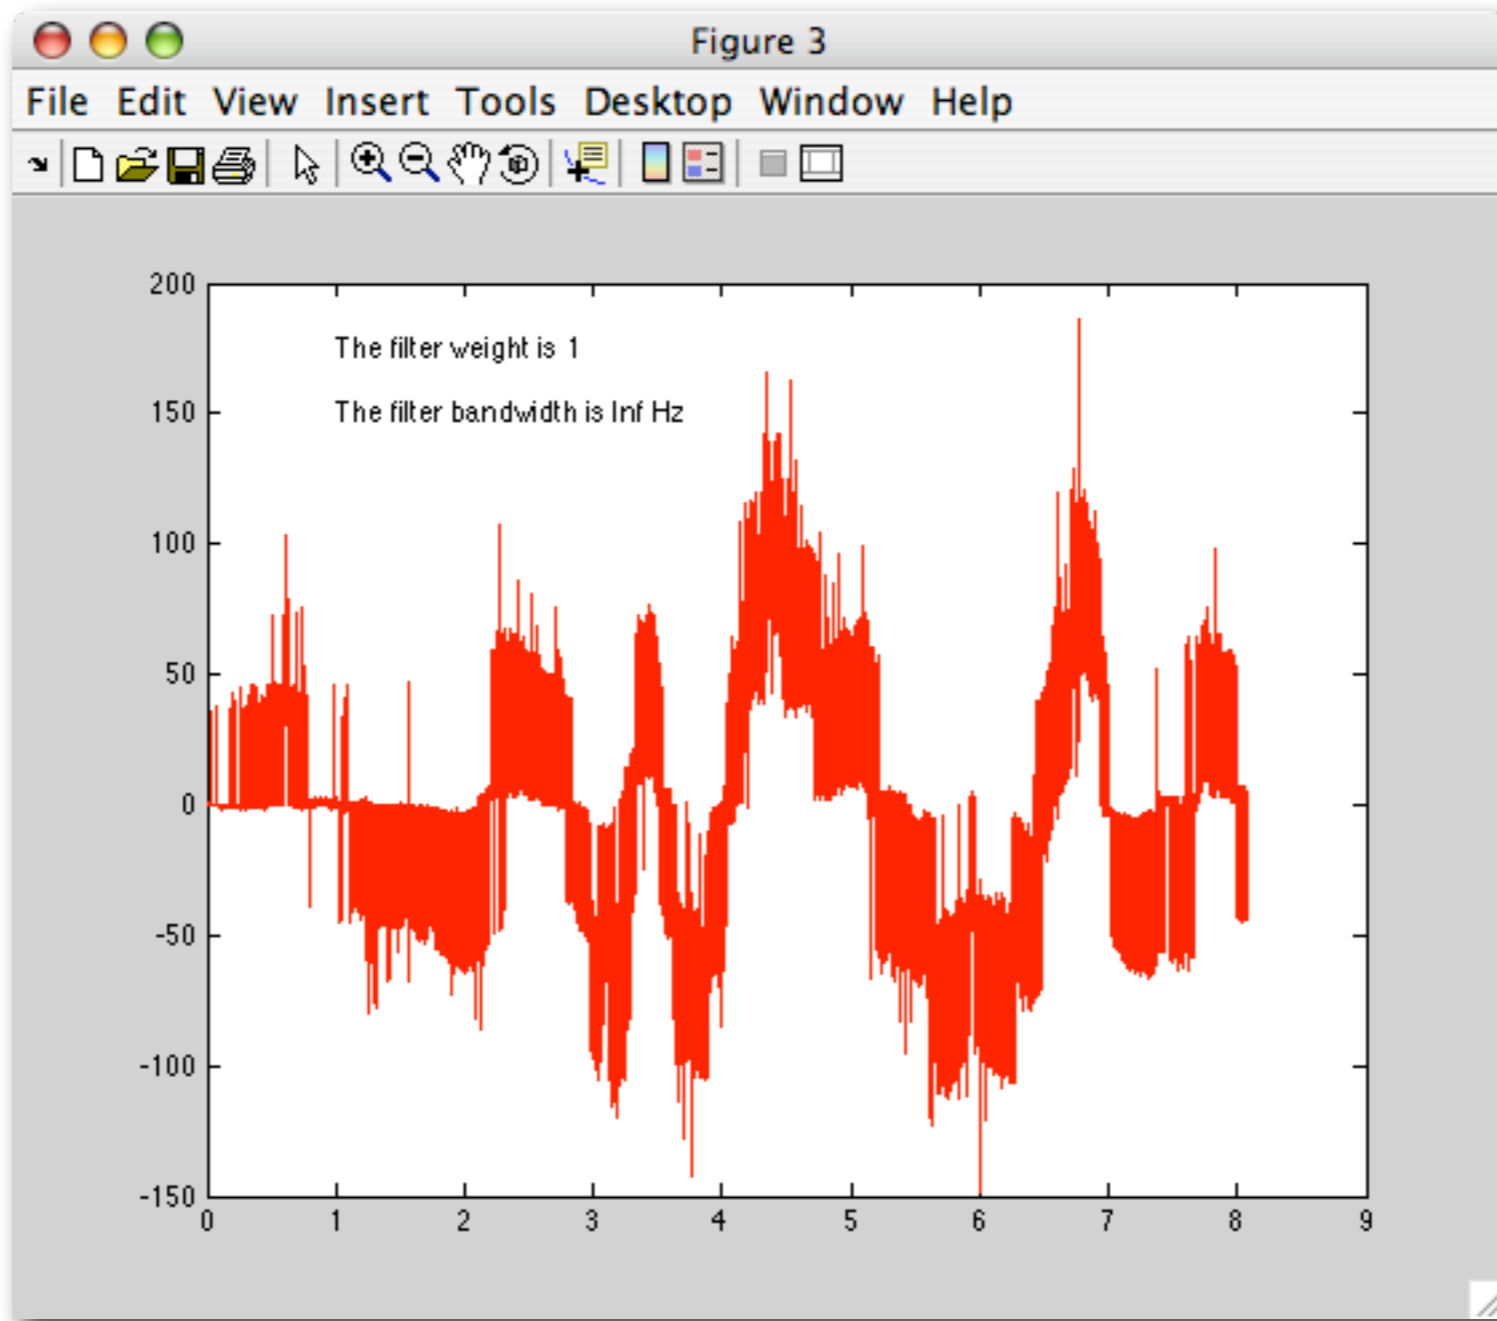 Figure 3
File Edit View Insert Tools Desktop Window Help
200
The filter weight is 1
150
The filter bandwidth is Inf Hz
100
50
0
-50
-100
-150
0 1 2 3 4 5 6 7 8 9